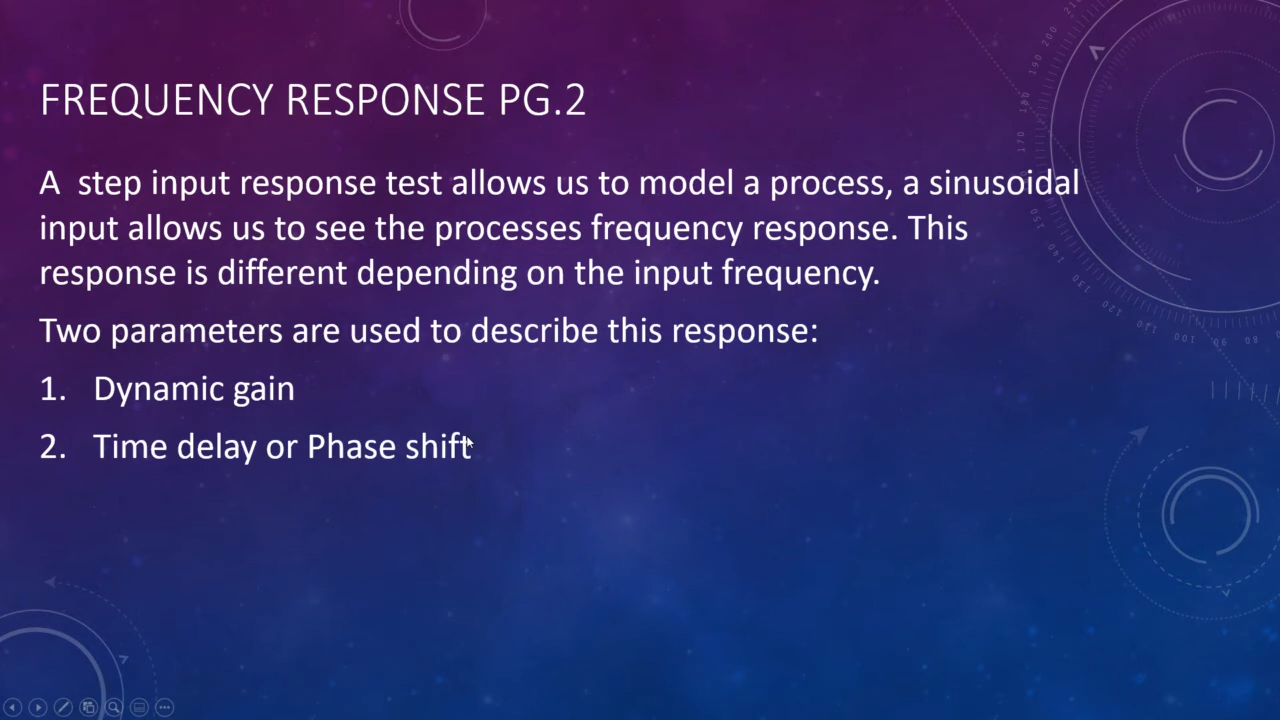 FREQUENCY RESPONSE PG.2
A  step input response test allows us to model a process, a sinusoidal
input allows us to see the processes frequency response. This
response is different depending on the input frequency.
Two parameters are used to describe this response:
1. Dynamic gain
2. Time delay or Phase shift